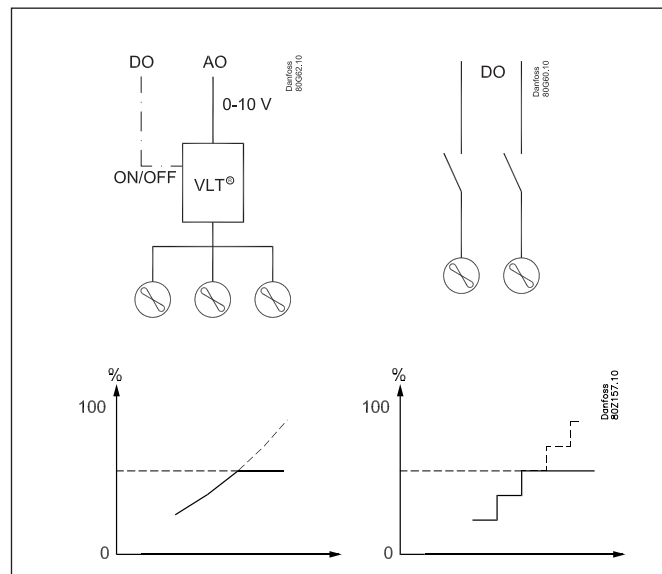 DO
AO
Danfoss
80G62.10
0-10 V
ON/OFF
VLT®
DO
Danfoss
80G60.10
%
100
0
%
100
0
Danfoss
80Z157.10